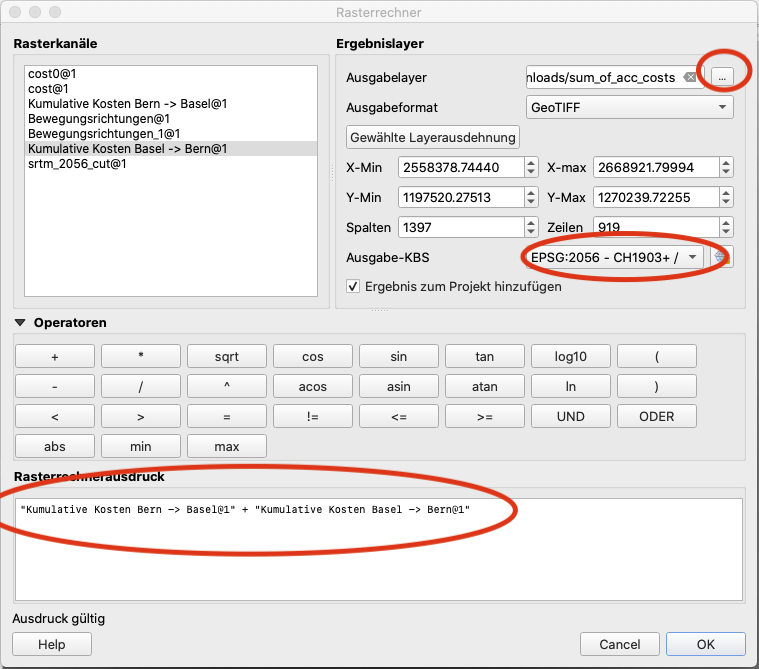 Rasterrechner
Rasterkanäle
cost0@1
cost@1
Kumulative Kosten Bern -> Basel@1
Bewegungsrichtungen@1
Bewegungsrichtungen_1@1
Kumulative Kosten Basel -> Bern@1
srtm_2056_cut@1
Ergebnislayer
Ausgabelayer nloads/sum_of_acc_costs ...
Ausgabeformat GeoTIFF
Gewählte Layerausdehnung
X-Min 2558378.74440 X-max 2668921.79994
Y-Min 1197520.27513 Y-Max 1270239.72255
Spalten 1397 Zeilen 919
Ausgabe-KBS EPSG:2056 - CH1903+ /
Ergebnis zum Projekt hinzufügen
Operatoren
+ * sqrt cos sin tan log10 (
- / ^ acos asin atan ln )
< > = != <= >= UND ODER
abs min max
Rasterrechnerausdruck
"Kumulative Kosten Bern -> Basel@1" + "Kumulative Kosten Basel -> Bern@1"
Ausdruck gültig
Help Cancel OK